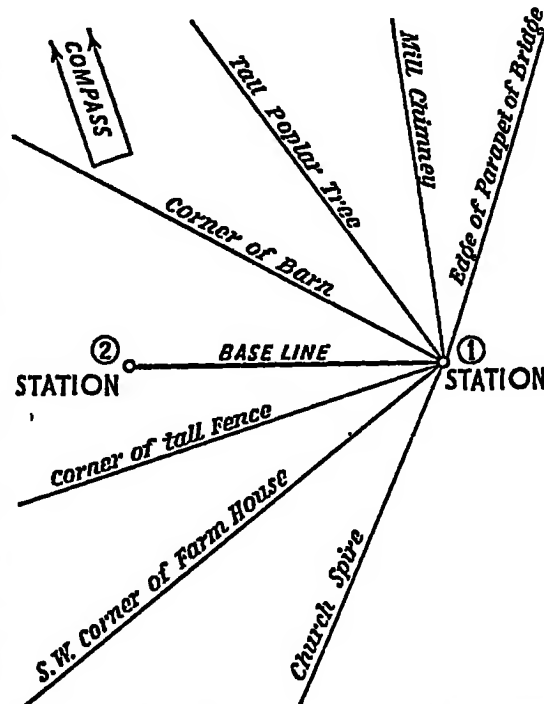 COMPASS
Tall Poplar Tree
Mill Chimney
Edge of Parapet of Bridge
Corner of Barn
② STATION
BASE LINE
① STATION
Corner of tall Fence
S.W. Corner of Farm House
Church Spire